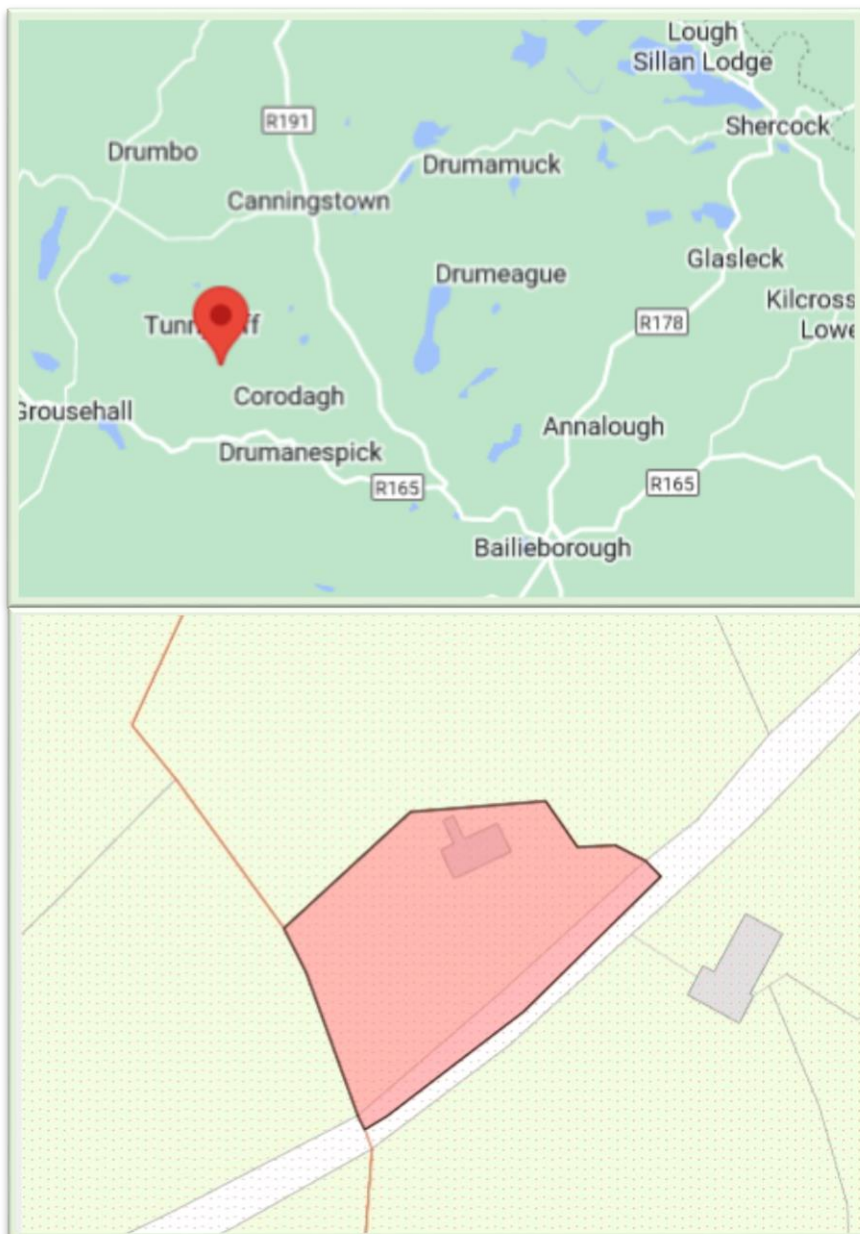 Lough
Sillan Lodge
R191
Shercock
Drumbo
Drumamuck
Canningstown
Glasleck
Drumeague
Kilcross
Lowe
R178
Corodagh
Grousehall
Annalough
Drumanespick
R165
R165
Bailieborough